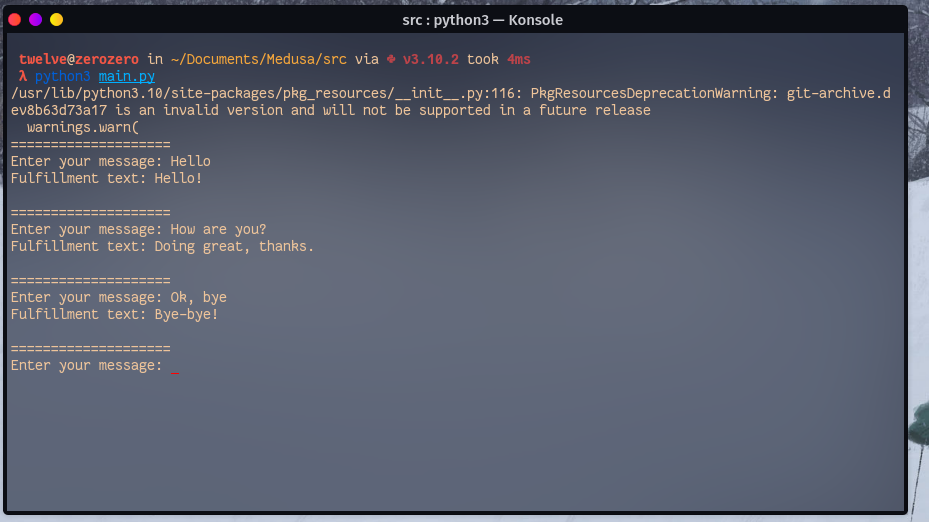 src : python3 — Konsole
twelve@zerozero in ~/Documents/Medusa/src via v3.10.2 took 4ms
λ python3 main.py
/usr/lib/python3.10/site-packages/pkg_resources/__init__.py:116: PkgResourcesDeprecationWarning: git-archive.d
ev8b63d73a17 is an invalid version and will not be supported in a future release
  warnings.warn(
====================
Enter your message: Hello
Fulfillment text: Hello!
====================
Enter your message: How are you?
Fulfillment text: Doing great, thanks.
====================
Enter your message: Ok, bye
Fulfillment text: Bye-bye!
====================
Enter your message: _